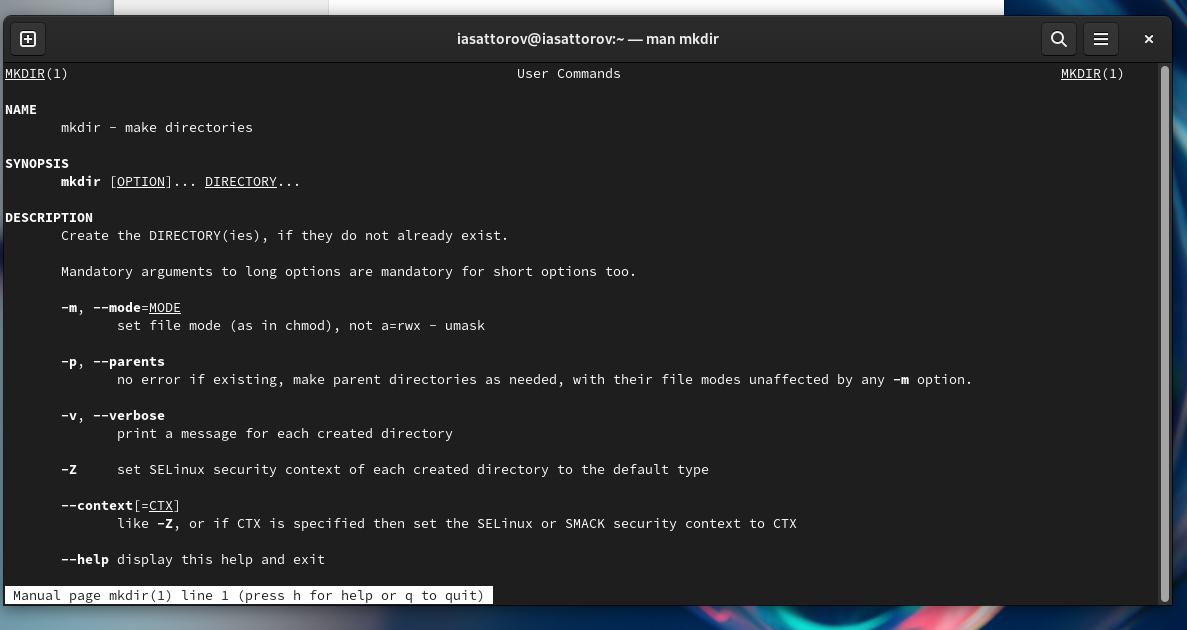 iasattorov@iasattorov:~ — man mkdir
MKDIR(1) User Commands MKDIR(1)
NAME
mkdir - make directories
SYNOPSIS
mkdir [OPTION]... DIRECTORY...
DESCRIPTION
Create the DIRECTORY(ies), if they do not already exist.
Mandatory arguments to long options are mandatory for short options too.
-m, --mode=MODE
set file mode (as in chmod), not a=rwx - umask
-p, --parents
no error if existing, make parent directories as needed, with their file modes unaffected by any -m option.
-v, --verbose
print a message for each created directory
-Z set SELinux security context of each created directory to the default type
--context[=CTX]
like -Z, or if CTX is specified then set the SELinux or SMACK security context to CTX
--help display this help and exit
Manual page mkdir(1) line 1 (press h for help or q to quit)